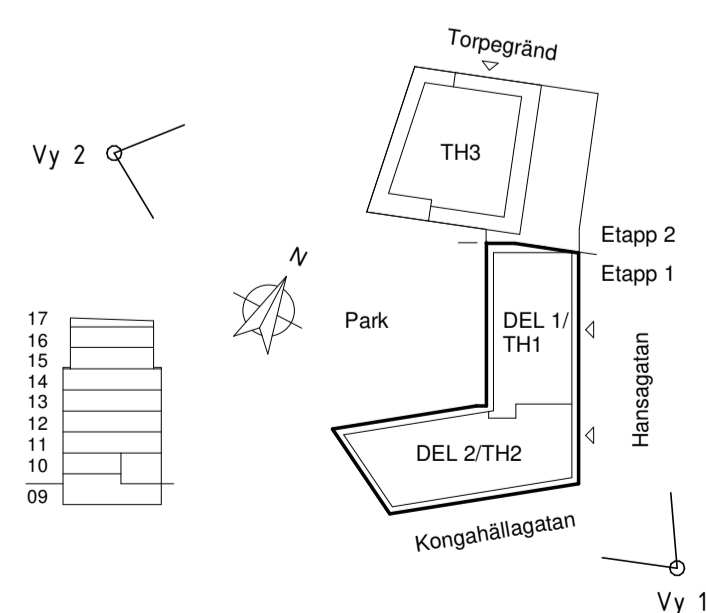 Torpegränd
Vy 2
TH3
Etapp 2
N
Etapp 1
17
16
15
14
13
12
11
10
09
Park
DEL 1/
TH1
Hansagatan
DEL 2/TH2
Kongahällagatan
Vy 1